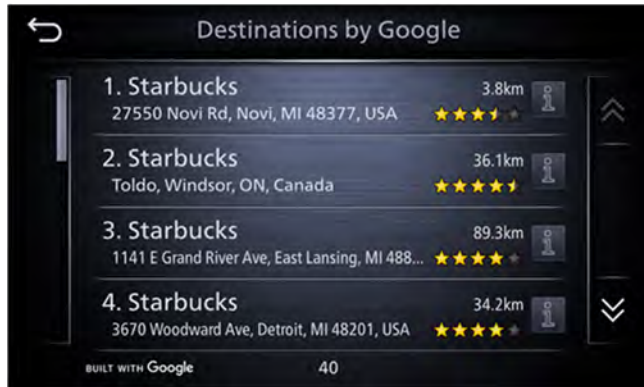 Destinations by Google
1. Starbucks
3.8km
27550 Novi Rd, Novi, MI 48377, USA
2. Starbucks
36.1km
Toldo, Windsor, ON, Canada
3. Starbucks
89.3km
1141 E Grand River Ave, East Lansing, MI 488...
4. Starbucks
34.2km
3670 Woodward Ave, Detroit, MI 48201, USA
BUILT WITH Google
40